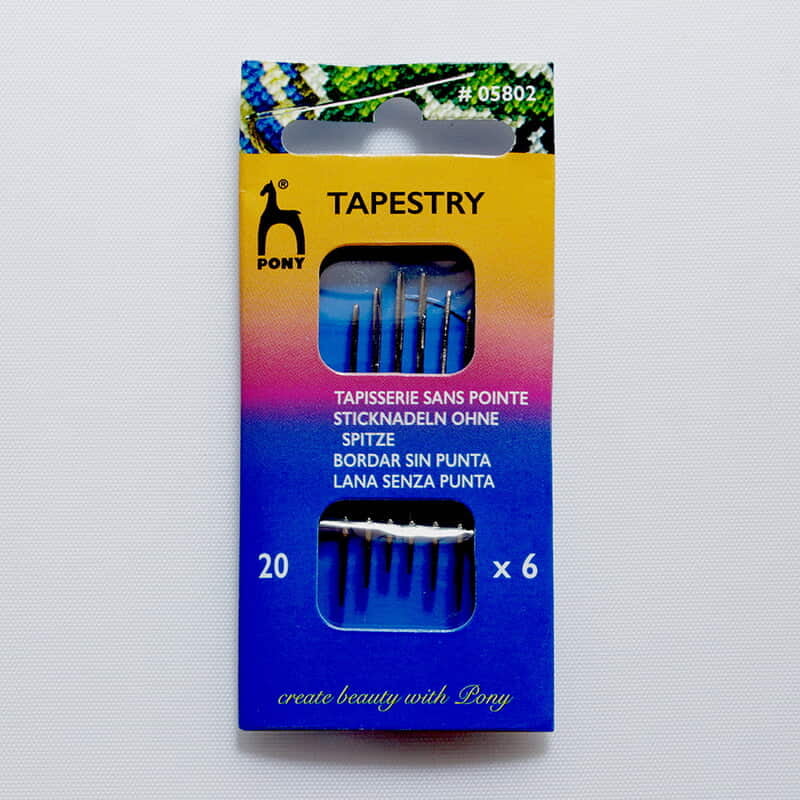 # 05802
®
TAPESTRY
PONY
TAPISSERIE SANS POINTE
STICKNADELN OHNE
SPITZE
BORDAR SIN PUNTA
LANA SENZA PUNTA
20 x 6
create beauty with Pony